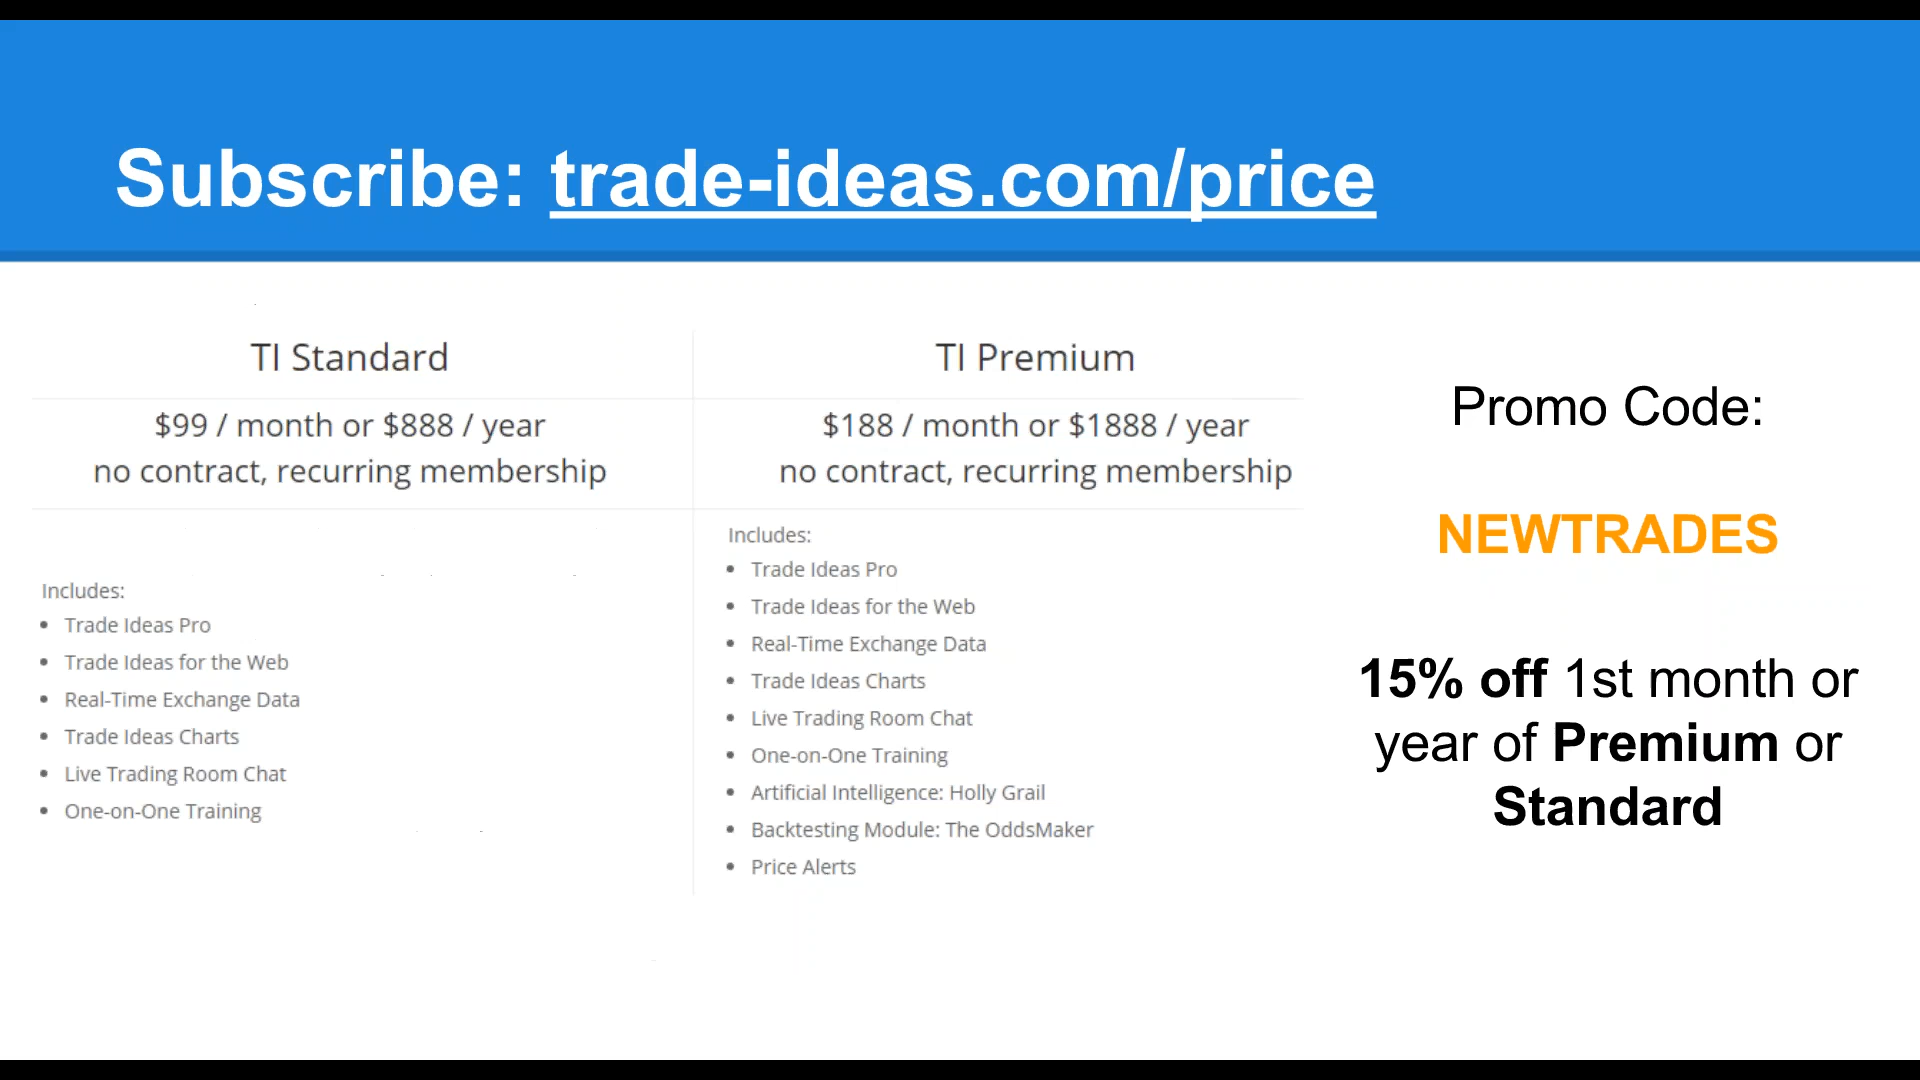 Subscribe: trade-ideas.com/price
TI Standard
$99 / month or $888 / year
no contract, recurring membership
Includes:
Trade Ideas Pro
Trade Ideas for the Web
Real-Time Exchange Data
Trade Ideas Charts
Live Trading Room Chat
One-on-One Training
TI Premium
$188 / month or $1888 / year
no contract, recurring membership
Includes:
Trade Ideas Pro
Trade Ideas for the Web
Real-Time Exchange Data
Trade Ideas Charts
Live Trading Room Chat
One-on-One Training
Artificial Intelligence: Holly Grail
Backtesting Module: The OddsMaker
Price Alerts
Promo Code:
NEWTRADES
15% off 1st month or
year of Premium or
Standard